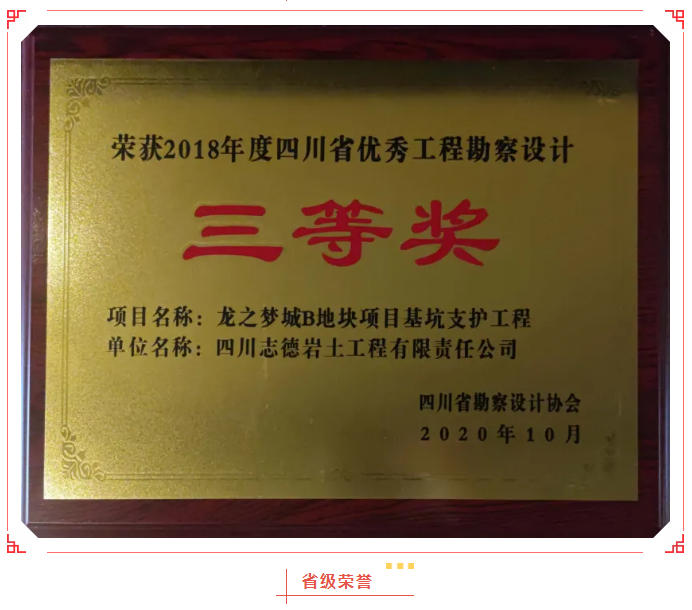 荣获2018年度四川省优秀工程勘察设计
三等奖
项目名称：龙之梦城B地块项目基坑支护工程
单位名称：四川志德岩土工程有限责任公司
四川省勘察设计协会
2020年10月
省级荣誉